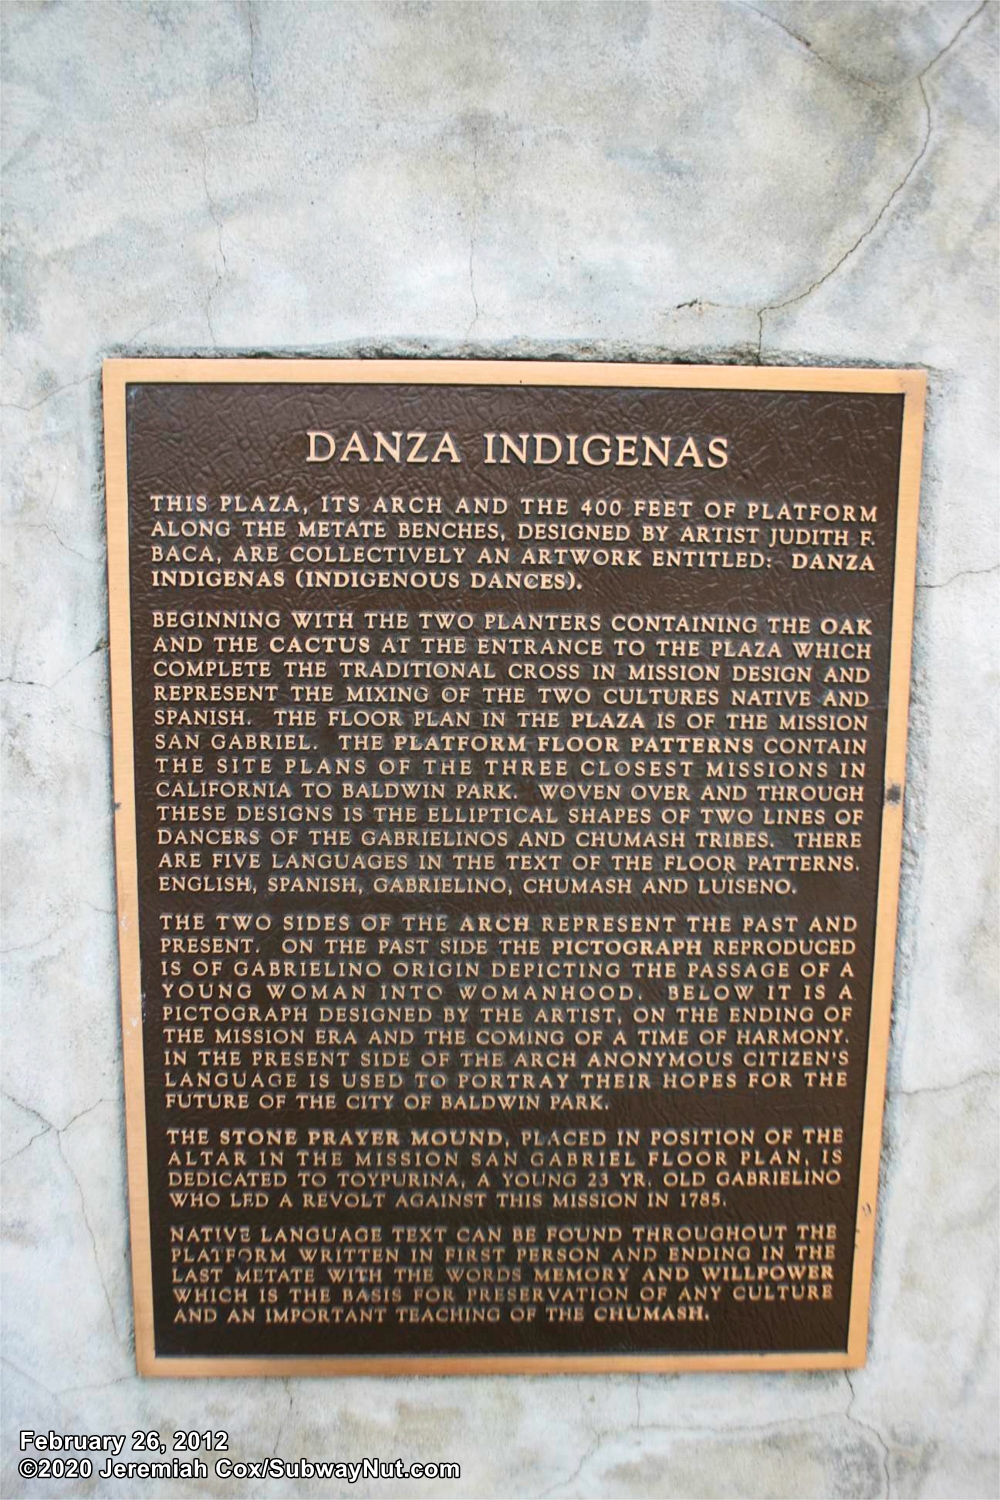 DANZA INDIGENAS
THIS PLAZA, ITS ARCH AND THE 400 FEET OF PLATFORM
ALONG THE METATE BENCHES, DESIGNED BY ARTIST JUDITH F.
BACA, ARE COLLECTIVELY AN ARTWORK ENTITLED: DANZA
INDIGENAS (INDIGENOUS DANCES).
BEGINNING WITH THE TWO PLANTERS CONTAINING THE OAK
AND THE CACTUS AT THE ENTRANCE TO THE PLAZA WHICH
COMPLETE THE TRADITIONAL CROSS IN MISSION DESIGN AND
REPRESENT THE MIXING OF THE TWO CULTURES NATIVE AND
SPANISH. THE FLOOR PLAN IN THE PLAZA IS OF THE MISSION
SAN GABRIEL. THE PLATFORM FLOOR PATTERNS CONTAIN
THE SITE PLANS OF THE THREE CLOSEST MISSIONS IN
CALIFORNIA TO BALDWIN PARK. WOVEN OVER AND THROUGH
THESE DESIGNS IS THE ELLIPTICAL SHAPES OF TWO LINES OF
DANCERS OF THE GABRIELINOS AND CHUMASH TRIBES. THERE
ARE FIVE LANGUAGES IN THE TEXT OF THE FLOOR PATTERNS.
ENGLISH, SPANISH, GABRIELINO, CHUMASH AND LUISENO.
THE TWO SIDES OF THE ARCH REPRESENT THE PAST AND
PRESENT. ON THE PAST SIDE THE PICTOGRAPH REPRODUCED
IS OF GABRIELINO ORIGIN DEPICTING THE PASSAGE OF A
YOUNG WOMAN INTO WOMANHOOD. BELOW IT IS A
PICTOGRAPH DESIGNED BY THE ARTIST, ON THE ENDING OF
THE MISSION ERA AND THE COMING OF A TIME OF HARMONY.
IN THE PRESENT SIDE OF THE ARCH ANONYMOUS CITIZEN'S
LANGUAGE IS USED TO PORTRAY THEIR HOPES FOR THE
FUTURE OF THE CITY OF BALDWIN PARK.
THE STONE PRAYER MOUND, PLACED IN POSITION OF THE
ALTAR IN THE MISSION SAN GABRIEL FLOOR PLAN, IS
DEDICATED TO TOYPURINA, A YOUNG 23 YR. OLD GABRIELINO
WHO LED A REVOLT AGAINST THIS MISSION IN 1785.
NATIVE LANGUAGE TEXT CAN BE FOUND THROUGHOUT THE
PLATFORM WRITTEN IN FIRST PERSON AND ENDING IN THE
LAST METATE WITH THE WORDS MEMORY AND WILLPOWER
WHICH IS THE BASIS FOR PRESERVATION OF ANY CULTURE
AND AN IMPORTANT TEACHING OF THE CHUMASH.
February 26, 2012
©2020 Jeremiah Cox/SubwayNut.com